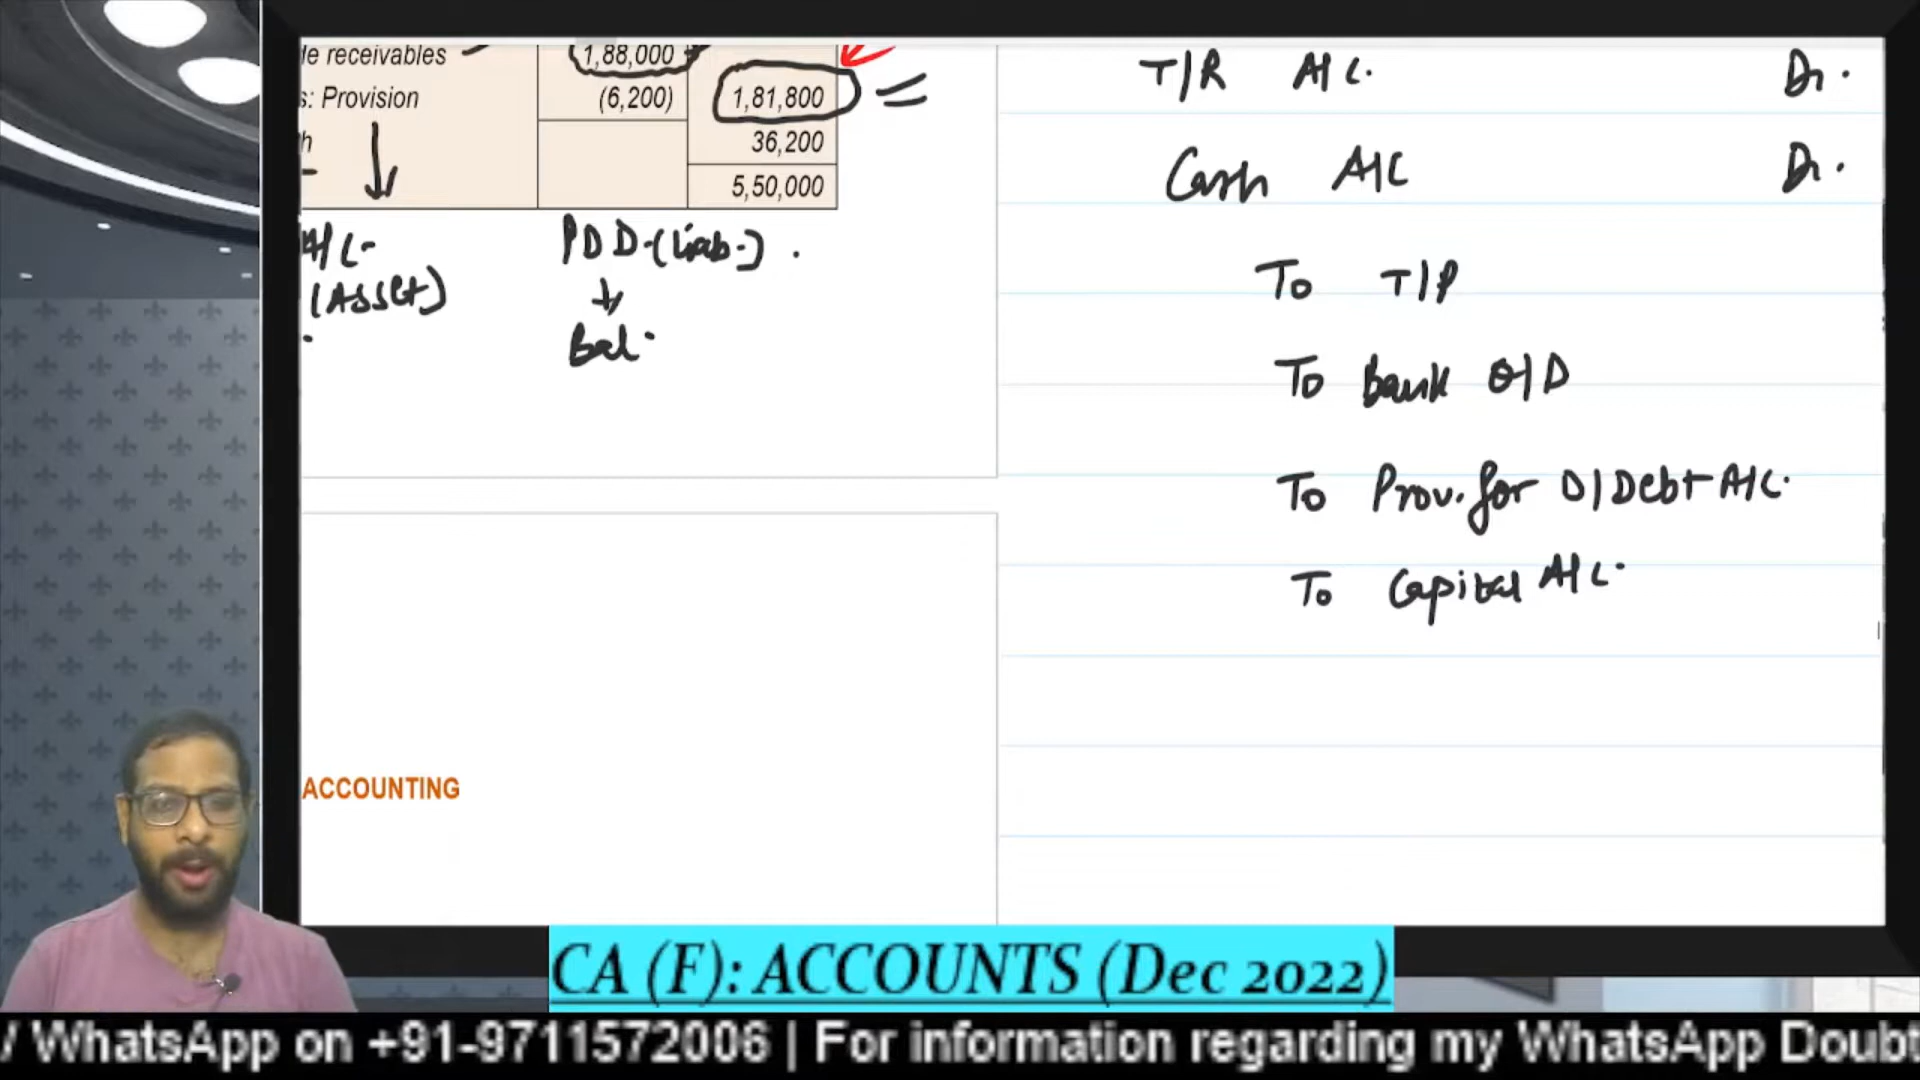 le receivables 1,88,000
s: Provision (6,200) 1,81,800
h 36,200
5,50,000
A/C-
(Asset)
PDD-(Liab-) .
Bal.
ACCOUNTING
T/R A/C. Dr.
Cash A/C Dr.
To T/P
To Bank O/D
To Prov. for D/Debt A/C.
To Capital A/C.
CA (F): ACCOUNTS (Dec 2022)
/ WhatsApp on +91-9711572006 | For information regarding my WhatsApp Doubt